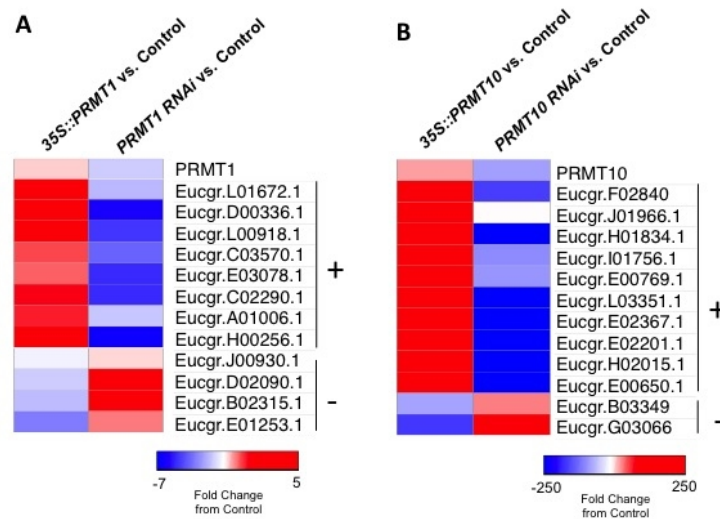 A
35S::PRMT1 vs. Control
PRMT1 RNAi vs. Control
PRMT1
Eucgr.L01672.1
Eucgr.D00336.1
Eucgr.L00918.1
Eucgr.C03570.1
Eucgr.E03078.1
Eucgr.C02290.1
Eucgr.A01006.1
Eucgr.H00256.1
Eucgr.J00930.1
Eucgr.D02090.1
Eucgr.B02315.1
Eucgr.E01253.1
+
-
-7
5
Fold Change
from Control
B
35S::PRMT10 vs. Control
PRMT10 RNAi vs. Control
PRMT10
Eucgr.F02840
Eucgr.J01966.1
Eucgr.H01834.1
Eucgr.I01756.1
Eucgr.E00769.1
Eucgr.L03351.1
Eucgr.E02367.1
Eucgr.E02201.1
Eucgr.H02015.1
Eucgr.E00650.1
Eucgr.B03349
Eucgr.G03066
+
-
-250
250
Fold Change
from Control